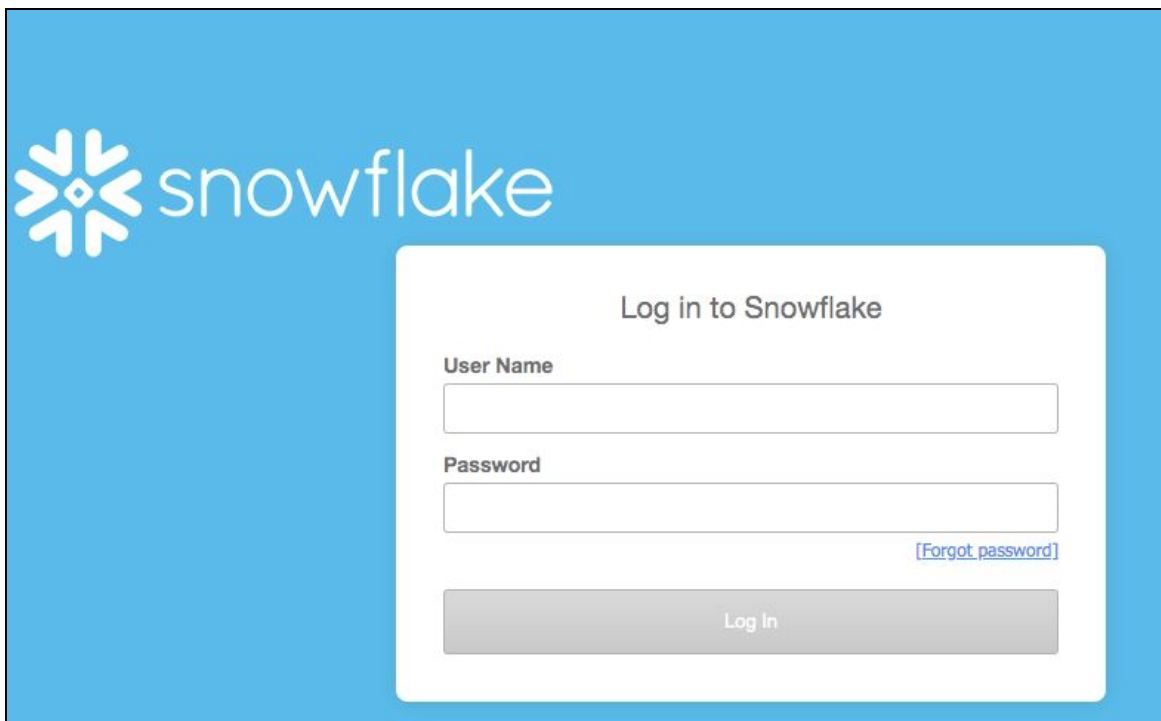 snowflake
Log in to Snowflake
User Name
Password
[Forgot password]
Log In